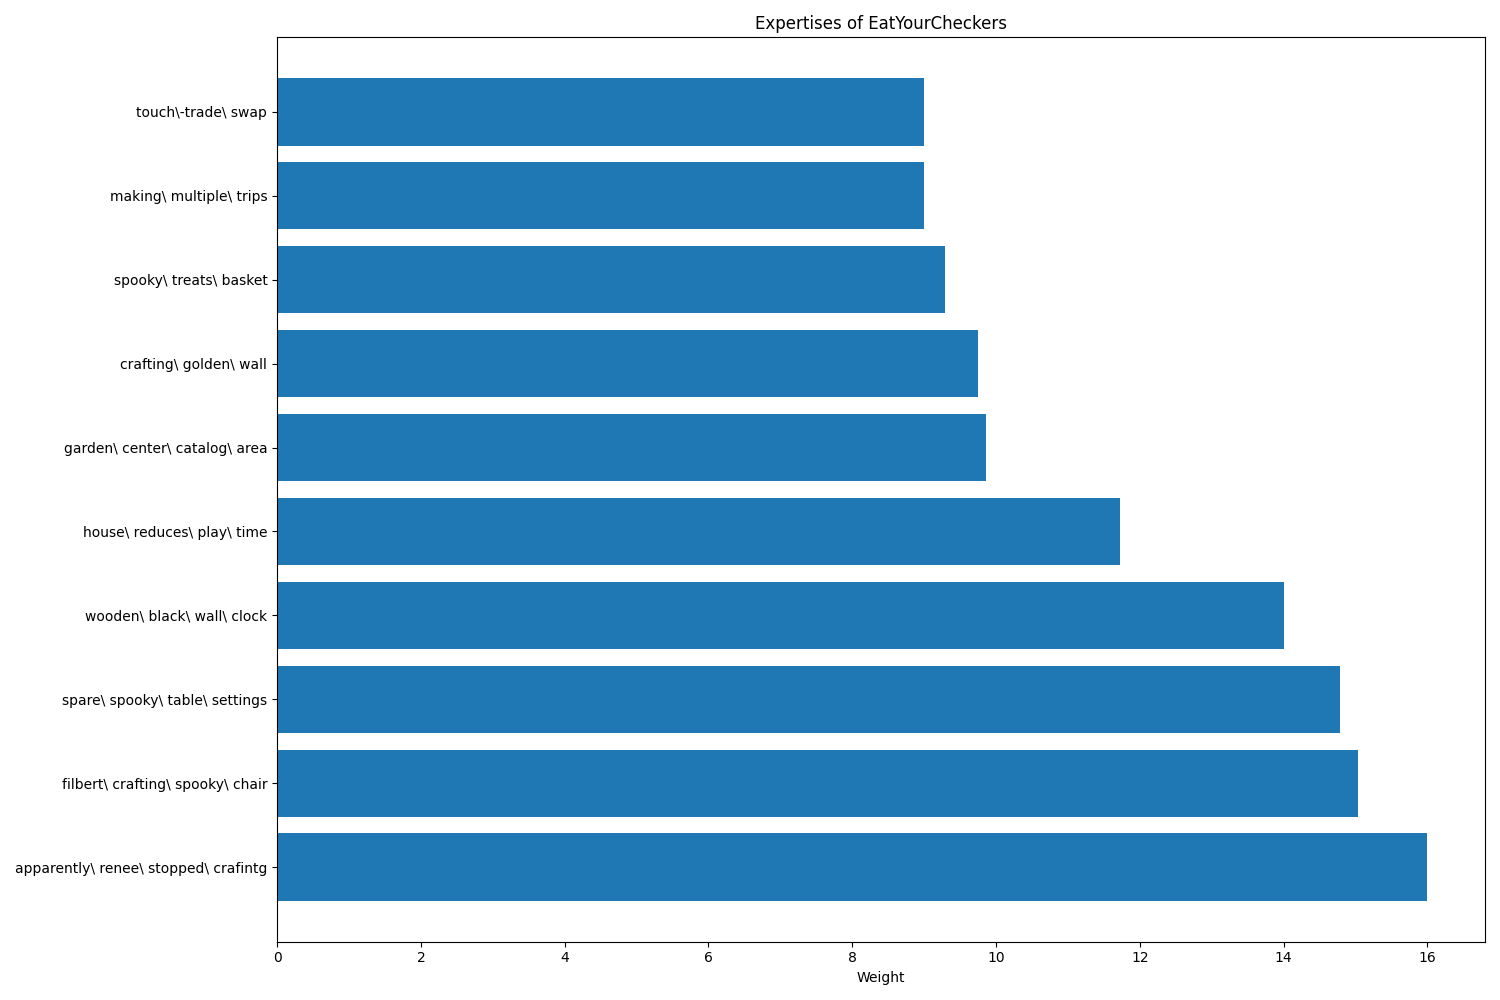 Expertises of EatYourCheckers
touch\-trade\ swap
making\ multiple\ trips
spooky\ treats\ basket
crafting\ golden\ wall
garden\ center\ catalog\ area
house\ reduces\ play\ time
wooden\ black\ wall\ clock
spare\ spooky\ table\ settings
filbert\ crafting\ spooky\ chair
apparently\ renee\ stopped\ crafintg
0 2 4 6 8 10 12 14 16
Weight